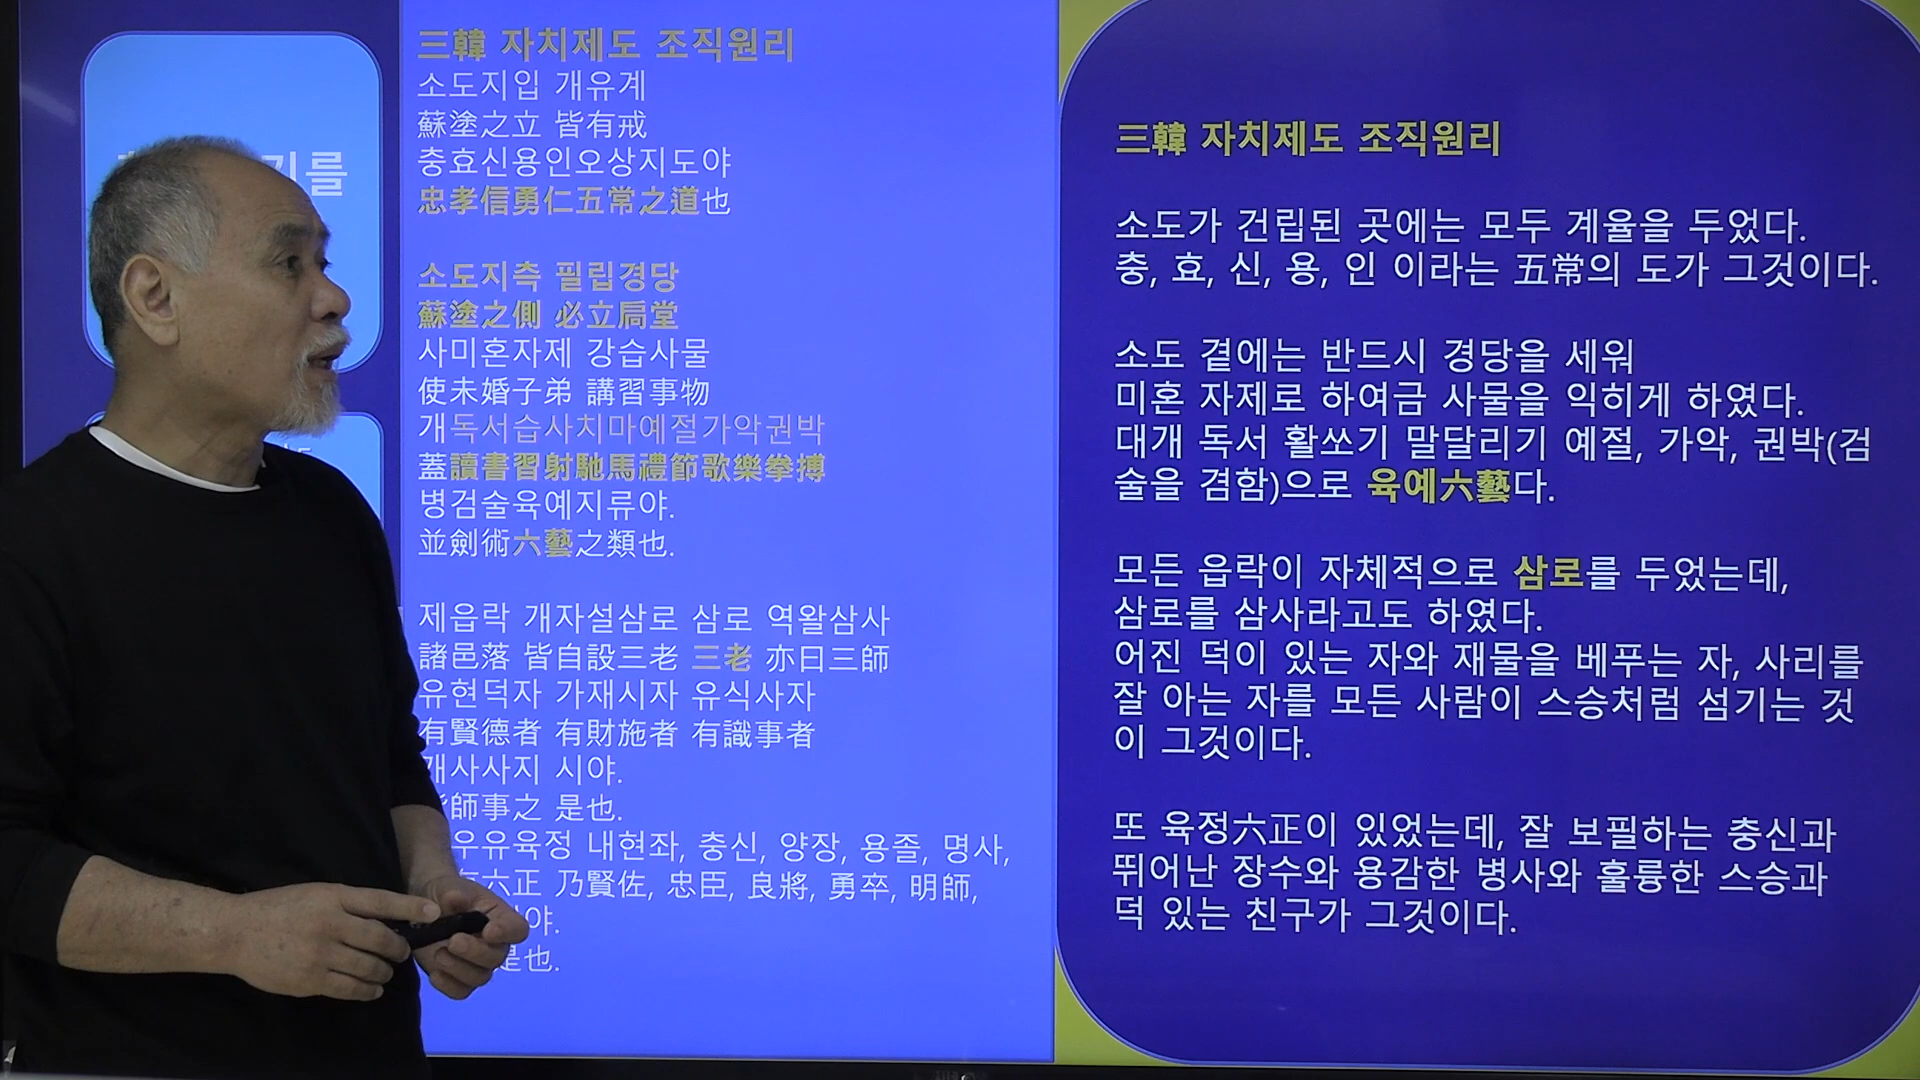 기를
三韓 자치제도 조직원리
소도지입 개유계
蘇塗之立 皆有戒
충효신용인오상지도야
忠孝信勇仁五常之道也
소도지측 필립경당
蘇塗之側 必立扃堂
사미혼자제 강습사물
使未婚子弟 講習事物
개독서습사치마예절가악권박
蓋讀書習射馳馬禮節歌樂拳搏
병검술육예지류야.
並劍術六藝之類也.
제읍락 개자설삼로 삼로 역왈삼사
諸邑落 皆自設三老 三老 亦曰三師
유현덕자 가재시자 유식사자
有賢德者 有財施者 有識事者
개사사지 시야.
師事之 是也.
우유육정 내현좌, 충신, 양장, 용졸, 명사,
有六正 乃賢佐, 忠臣, 良將, 勇卒, 明師,
야.
是也.
三韓 자치제도 조직원리
소도가 건립된 곳에는 모두 계율을 두었다.
충, 효, 신, 용, 인 이라는 五常의 도가 그것이다.
소도 곁에는 반드시 경당을 세워
미혼 자제로 하여금 사물을 익히게 하였다.
대개 독서 활쏘기 말달리기 예절, 가악, 권박(검
술을 겸함)으로 육예六藝다.
모든 읍락이 자체적으로 삼로를 두었는데,
삼로를 삼사라고도 하였다.
어진 덕이 있는 자와 재물을 베푸는 자, 사리를
잘 아는 자를 모든 사람이 스승처럼 섬기는 것
이 그것이다.
또 육정六正이 있었는데, 잘 보필하는 충신과
뛰어난 장수와 용감한 병사와 훌륭한 스승과
덕 있는 친구가 그것이다.